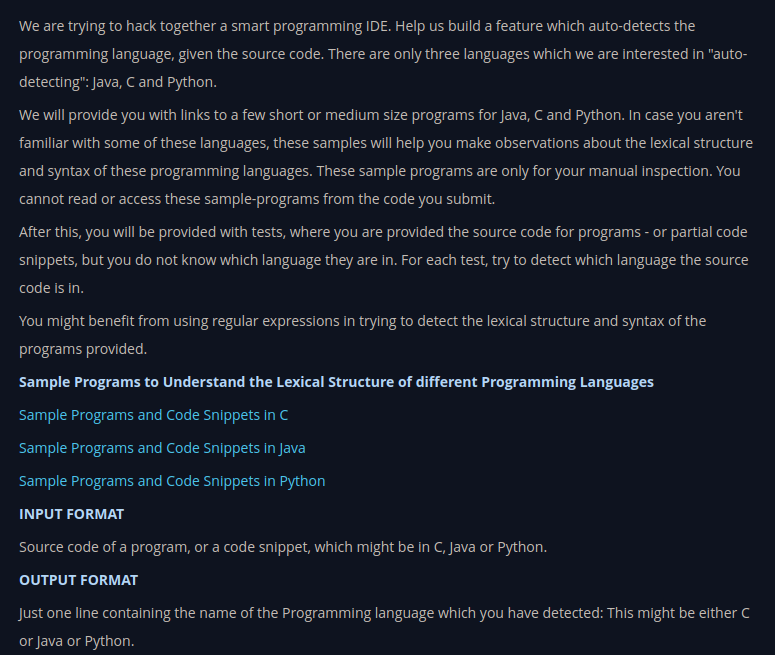 We are trying to hack together a smart programming IDE. Help us build a feature which auto-detects the
programming language, given the source code. There are only three languages which we are interested in "auto-
detecting": Java, C and Python.
We will provide you with links to a few short or medium size programs for Java, C and Python. In case you aren't
familiar with some of these languages, these samples will help you make observations about the lexical structure
and syntax of these programming languages. These sample programs are only for your manual inspection. You
cannot read or access these sample-programs from the code you submit.
After this, you will be provided with tests, where you are provided the source code for programs - or partial code
snippets, but you do not know which language they are in. For each test, try to detect which language the source
code is in.
You might benefit from using regular expressions in trying to detect the lexical structure and syntax of the
programs provided.
Sample Programs to Understand the Lexical Structure of different Programming Languages
Sample Programs and Code Snippets in C
Sample Programs and Code Snippets in Java
Sample Programs and Code Snippets in Python
INPUT FORMAT
Source code of a program, or a code snippet, which might be in C, Java or Python.
OUTPUT FORMAT
Just one line containing the name of the Programming language which you have detected: This might be either C
or Java or Python.